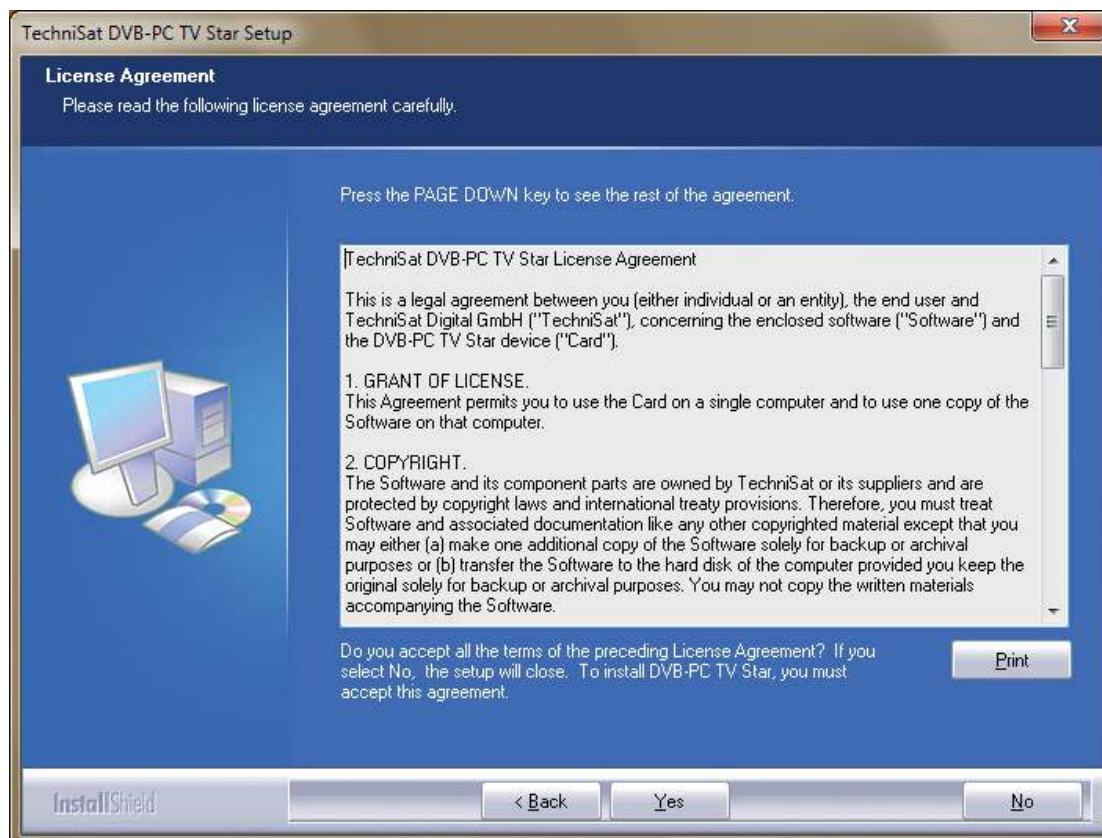 TechniSat DVB-PC TV Star Setup
License Agreement
Please read the following license agreement carefully.
Press the PAGE DOWN key to see the rest of the agreement.
TechniSat DVB-PC TV Star License Agreement
This is a legal agreement between you (either individual or an entity), the end user and
TechniSat Digital GmbH ("TechniSat"), concerning the enclosed software ("Software") and
the DVB-PC TV Star device ("Card").
1. GRANT OF LICENSE.
This Agreement permits you to use the Card on a single computer and to use one copy of the
Software on that computer.
2. COPYRIGHT.
The Software and its component parts are owned by TechniSat or its suppliers and are
protected by copyright laws and international treaty provisions. Therefore, you must treat
Software and associated documentation like any other copyrighted material except that you
may either (a) make one additional copy of the Software solely for backup or archival
purposes or (b) transfer the Software to the hard disk of the computer provided you keep the
original solely for backup or archival purposes. You may not copy the written materials
accompanying the Software.
Do you accept all the terms of the preceding License Agreement? If you
select No, the setup will close. To install DVB-PC TV Star, you must
accept this agreement.
Print
InstallShield
< Back
Yes
No